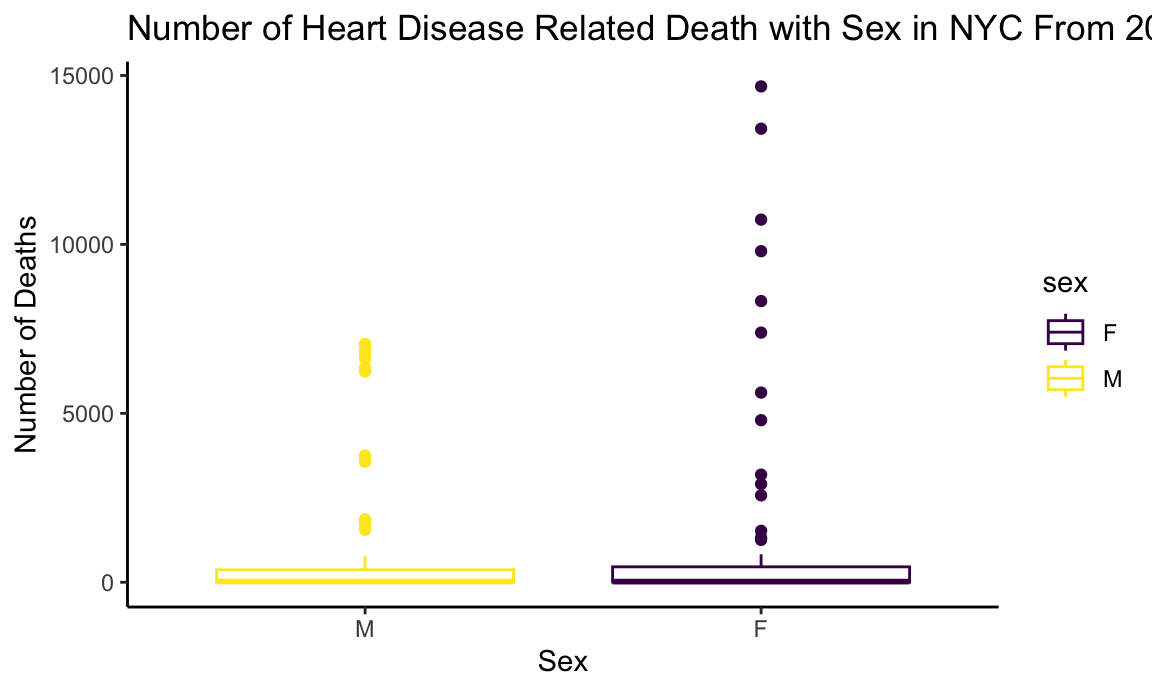 Number of Heart Disease Related Death with Sex in NYC From 20
15000
10000
5000
0
Number of Deaths
M
F
Sex
sex
F
M